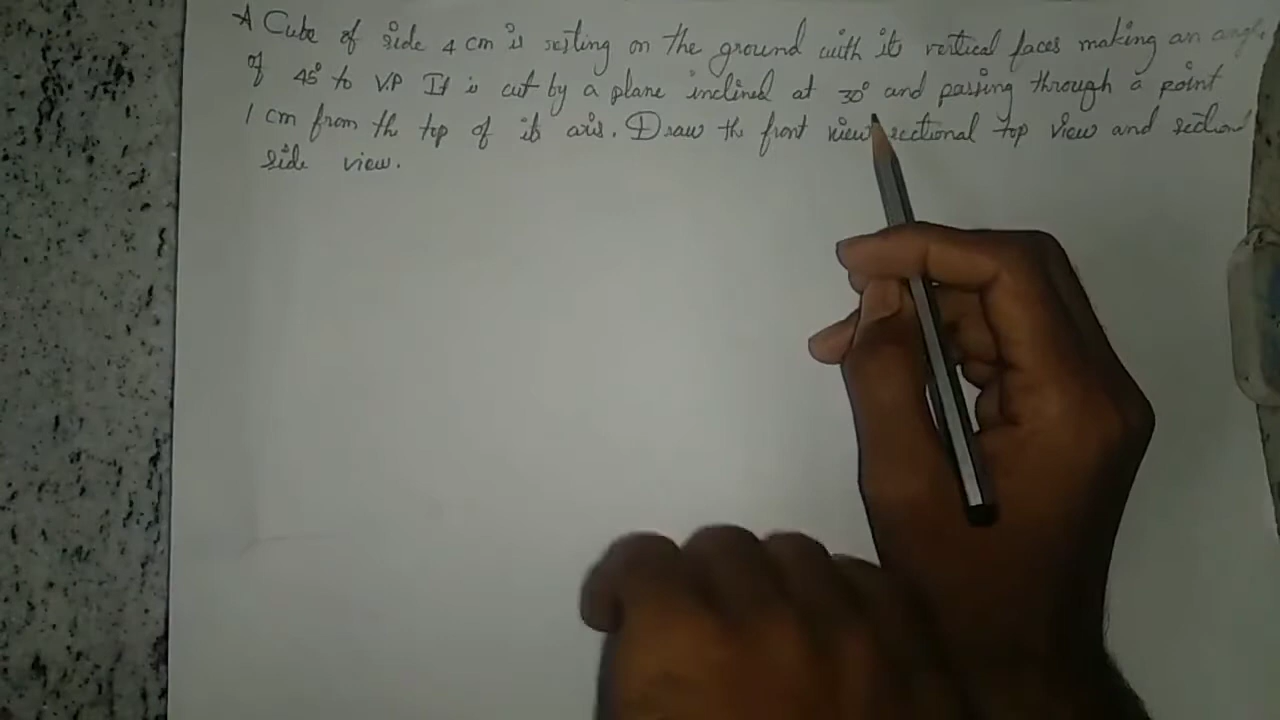 A Cube of side 4 cm is resting on the ground with its vertical faces making an angle
of 45° to V.P It is cut by a plane inclined at 30° and passing through a point
1 cm from the top of its axis. Draw the front view sectional top view and section
side view.